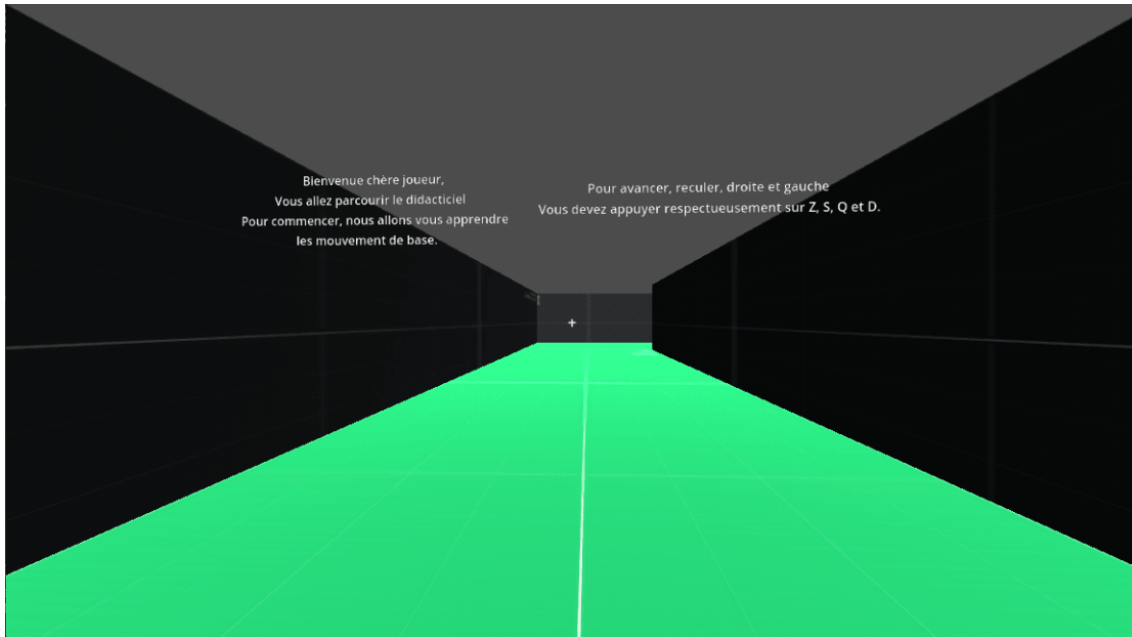 Bienvenue chère joueur,
Vous allez parcourir le didacticiel
Pour commencer, nous allons vous apprendre
les mouvement de base.
Pour avancer, reculer, droite et gauche
Vous devez appuyer respectueusement sur Z, S, Q et D.